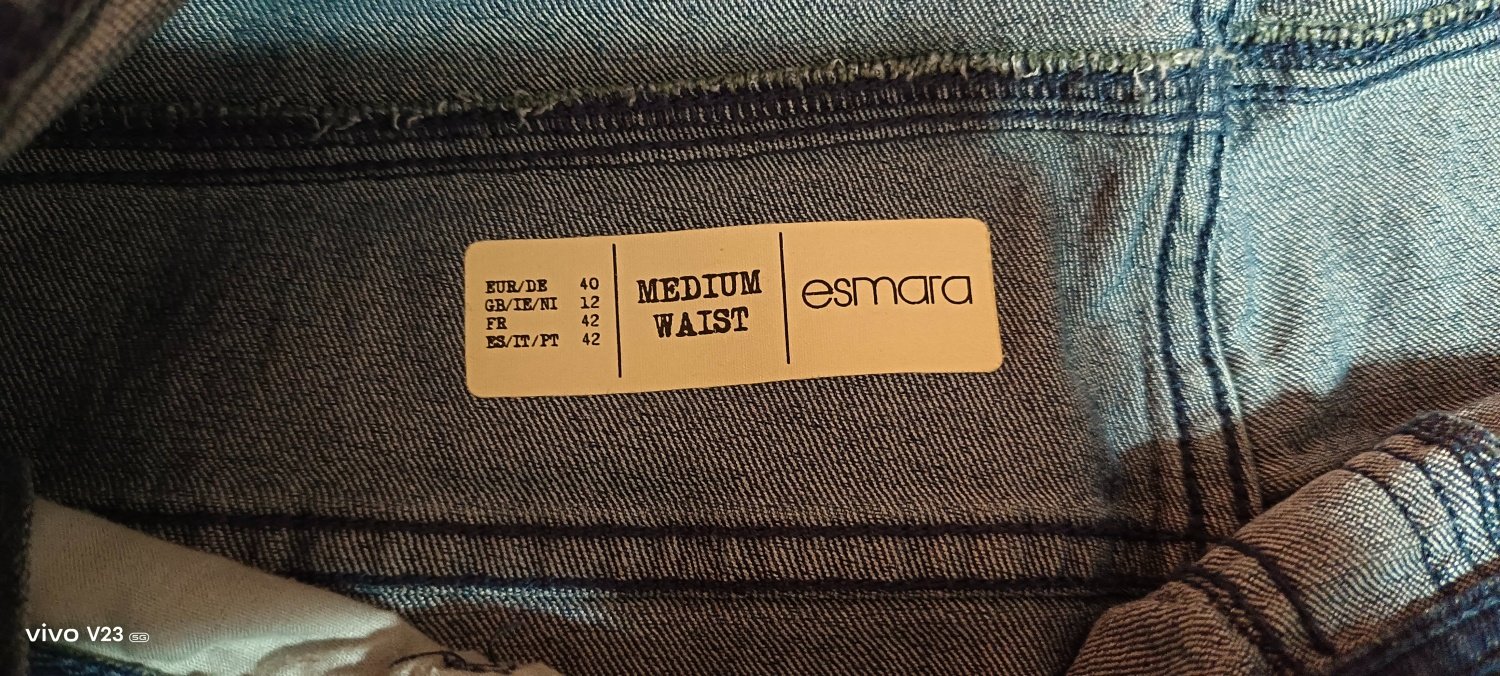 EUR/DE 40
GB/IE/NI 12
FR 42
ES/IT/PT 42
MEDIUM
WAIST
esmara
vivo V23 5G